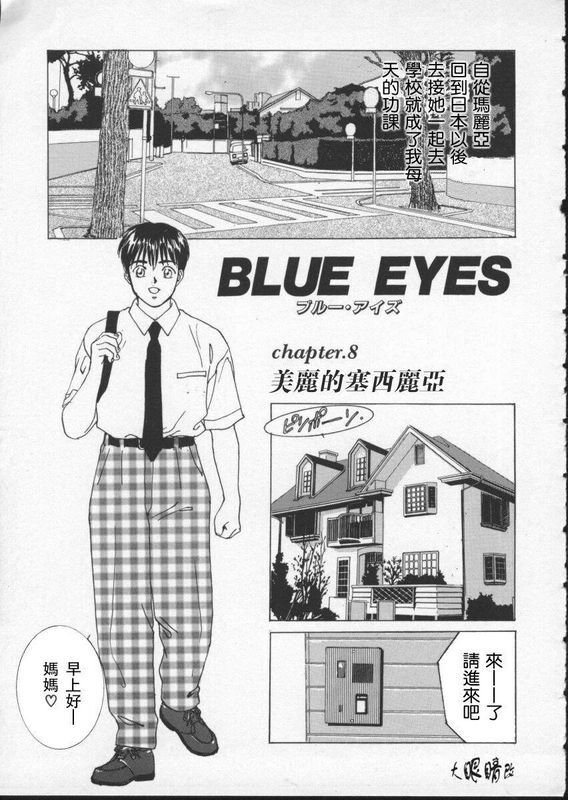 自從瑪麗亞
回到日本以後
去接她一起去
學校就成了我每
天的功課
BLUE EYES
ブルー・アイズ
chapter.8
美麗的塞西麗亞
ピンポーン
來——了
請進來吧
早上好—
媽媽♡
大眼睛改